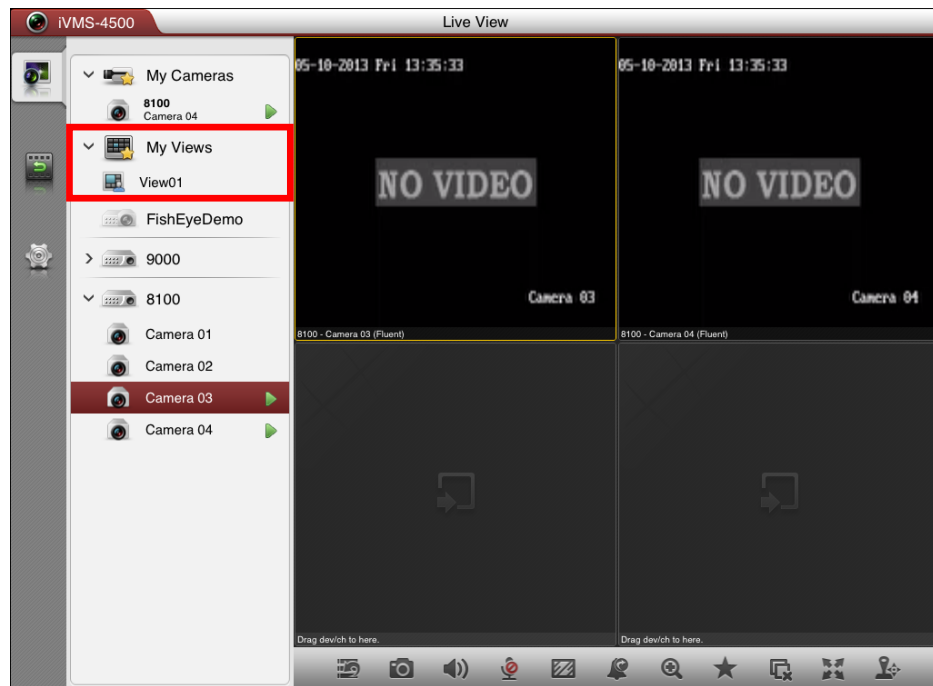 iVMS-4500
Live View
My Cameras
8100
Camera 04
My Views
View01
FishEyeDemo
9000
8100
Camera 01
Camera 02
Camera 03
Camera 04
05-10-2013 Fri 13:35:33
NO VIDEO
Camera 03
8100 - Camera 03 (Fluent)
05-10-2013 Fri 13:35:33
NO VIDEO
Camera 04
8100 - Camera 04 (Fluent)
Drag dev/ch to here.
Drag dev/ch to here.